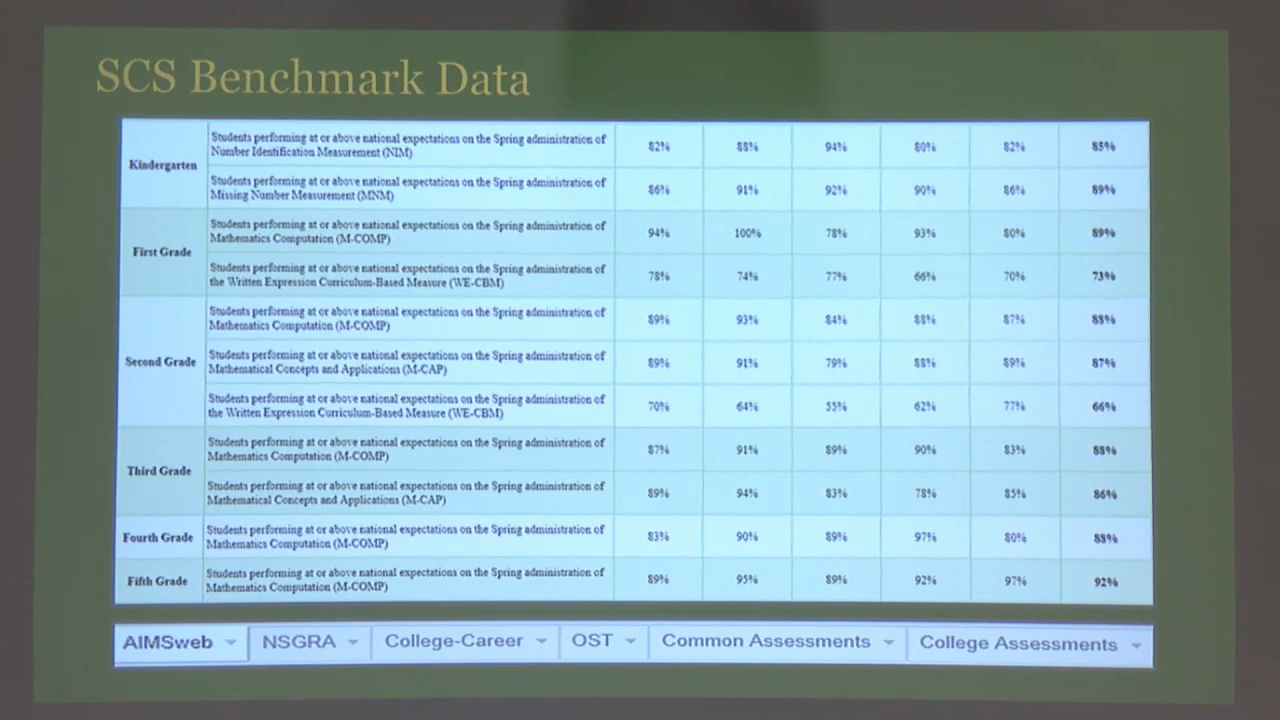 SCS Benchmark Data
Kindergarten
Students performing at or above national expectations on the Spring administration of
Number Identification Measurement (NIM)
82% 88% 94% 80% 82% 85%
Students performing at or above national expectations on the Spring administration of
Missing Number Measurement (MNM)
86% 91% 92% 90% 86% 89%
First Grade
Students performing at or above national expectations on the Spring administration of
Mathematics Computation (M-COMP)
94% 100% 78% 93% 80% 89%
Students performing at or above national expectations on the Spring administration of
the Written Expression Curriculum-Based Measure (WE-CBM)
78% 74% 77% 66% 70% 73%
Second Grade
Students performing at or above national expectations on the Spring administration of
Mathematics Computation (M-COMP)
89% 93% 84% 88% 87% 88%
Students performing at or above national expectations on the Spring administration of
Mathematical Concepts and Applications (M-CAP)
89% 91% 79% 88% 89% 87%
Students performing at or above national expectations on the Spring administration of
the Written Expression Curriculum-Based Measure (WE-CBM)
70% 64% 55% 62% 77% 66%
Third Grade
Students performing at or above national expectations on the Spring administration of
Mathematics Computation (M-COMP)
87% 91% 89% 90% 83% 88%
Students performing at or above national expectations on the Spring administration of
Mathematical Concepts and Applications (M-CAP)
89% 94% 83% 78% 85% 86%
Fourth Grade
Students performing at or above national expectations on the Spring administration of
Mathematics Computation (M-COMP)
83% 90% 89% 97% 80% 88%
Fifth Grade
Students performing at or above national expectations on the Spring administration of
Mathematics Computation (M-COMP)
89% 95% 89% 92% 97% 92%
AIMSweb NSGRA College-Career OST Common Assessments College Assessments